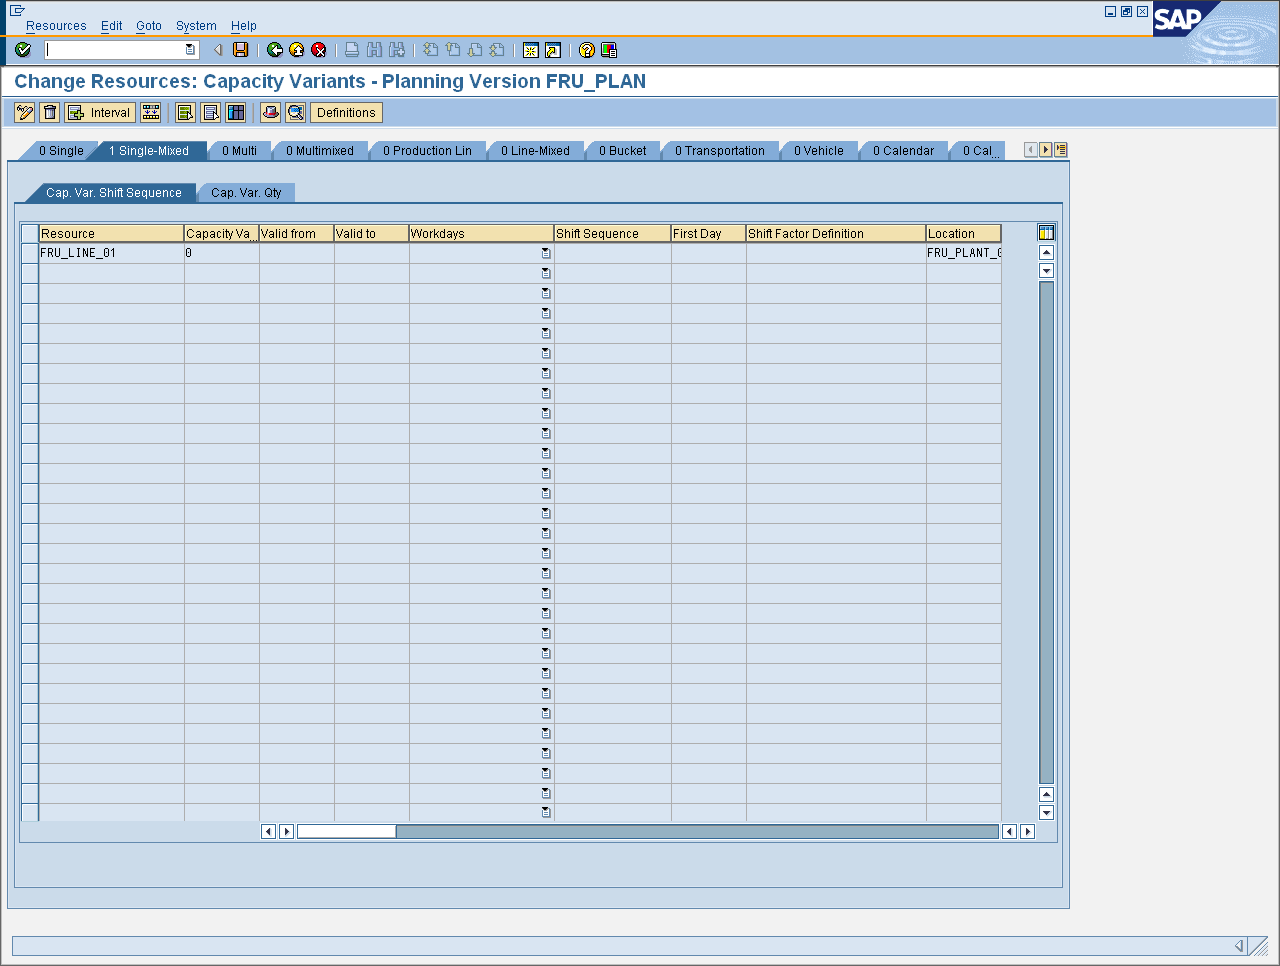 Resources Edit Goto System Help
SAP
Change Resources: Capacity Variants - Planning Version FRU_PLAN
Interval Definitions
0 Single 1 Single-Mixed 0 Multi 0 Multimixed 0 Production Lin 0 Line-Mixed 0 Bucket 0 Transportation 0 Vehicle 0 Calendar 0 Cal...
Cap. Var. Shift Sequence Cap. Var. Qty
Resource Capacity Va.. Valid from Valid to Workdays Shift Sequence First Day Shift Factor Definition Location
FRU_LINE_01 0 FRU_PLANT_0